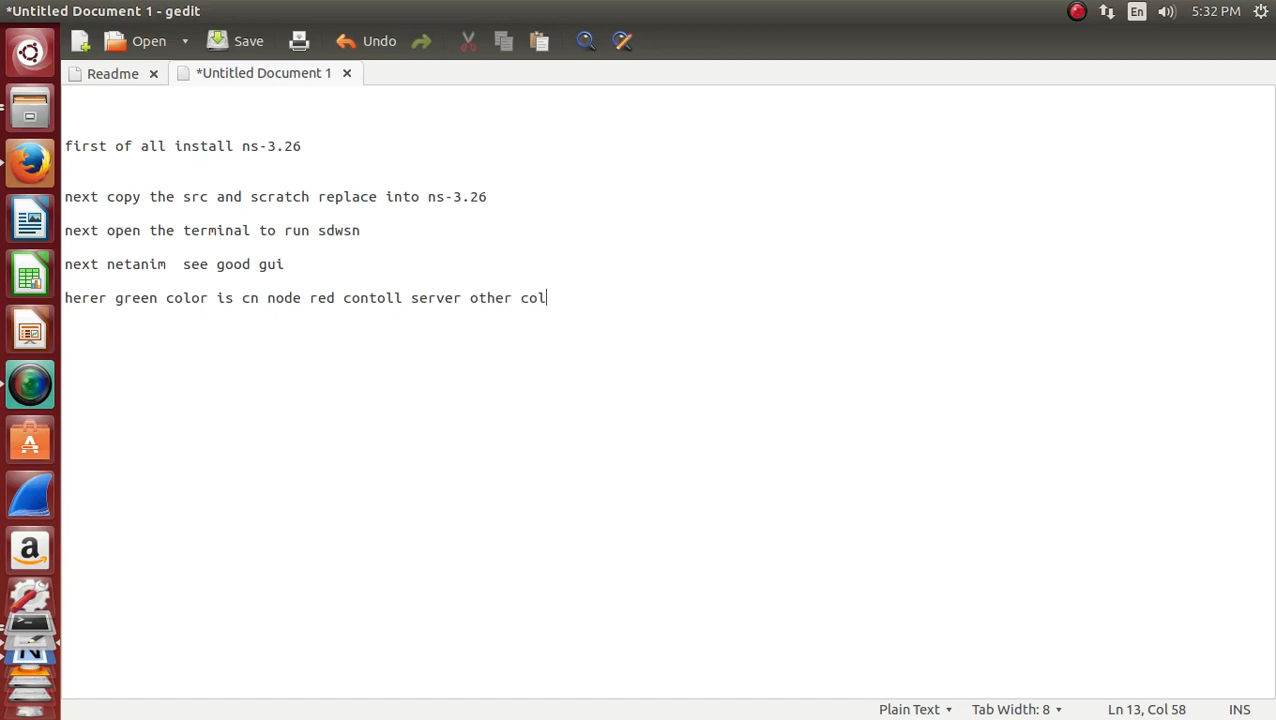 *Untitled Document 1 - gedit
En
5:32 PM
Open
Save
Undo
Readme
*Untitled Document 1
first of all install ns-3.26
next copy the src and scratch replace into ns-3.26
next open the terminal to run sdwsn
next netanim  see good gui
herer green color is cn node red contoll server other col
Plain Text
Tab Width: 8
Ln 13, Col 58
INS